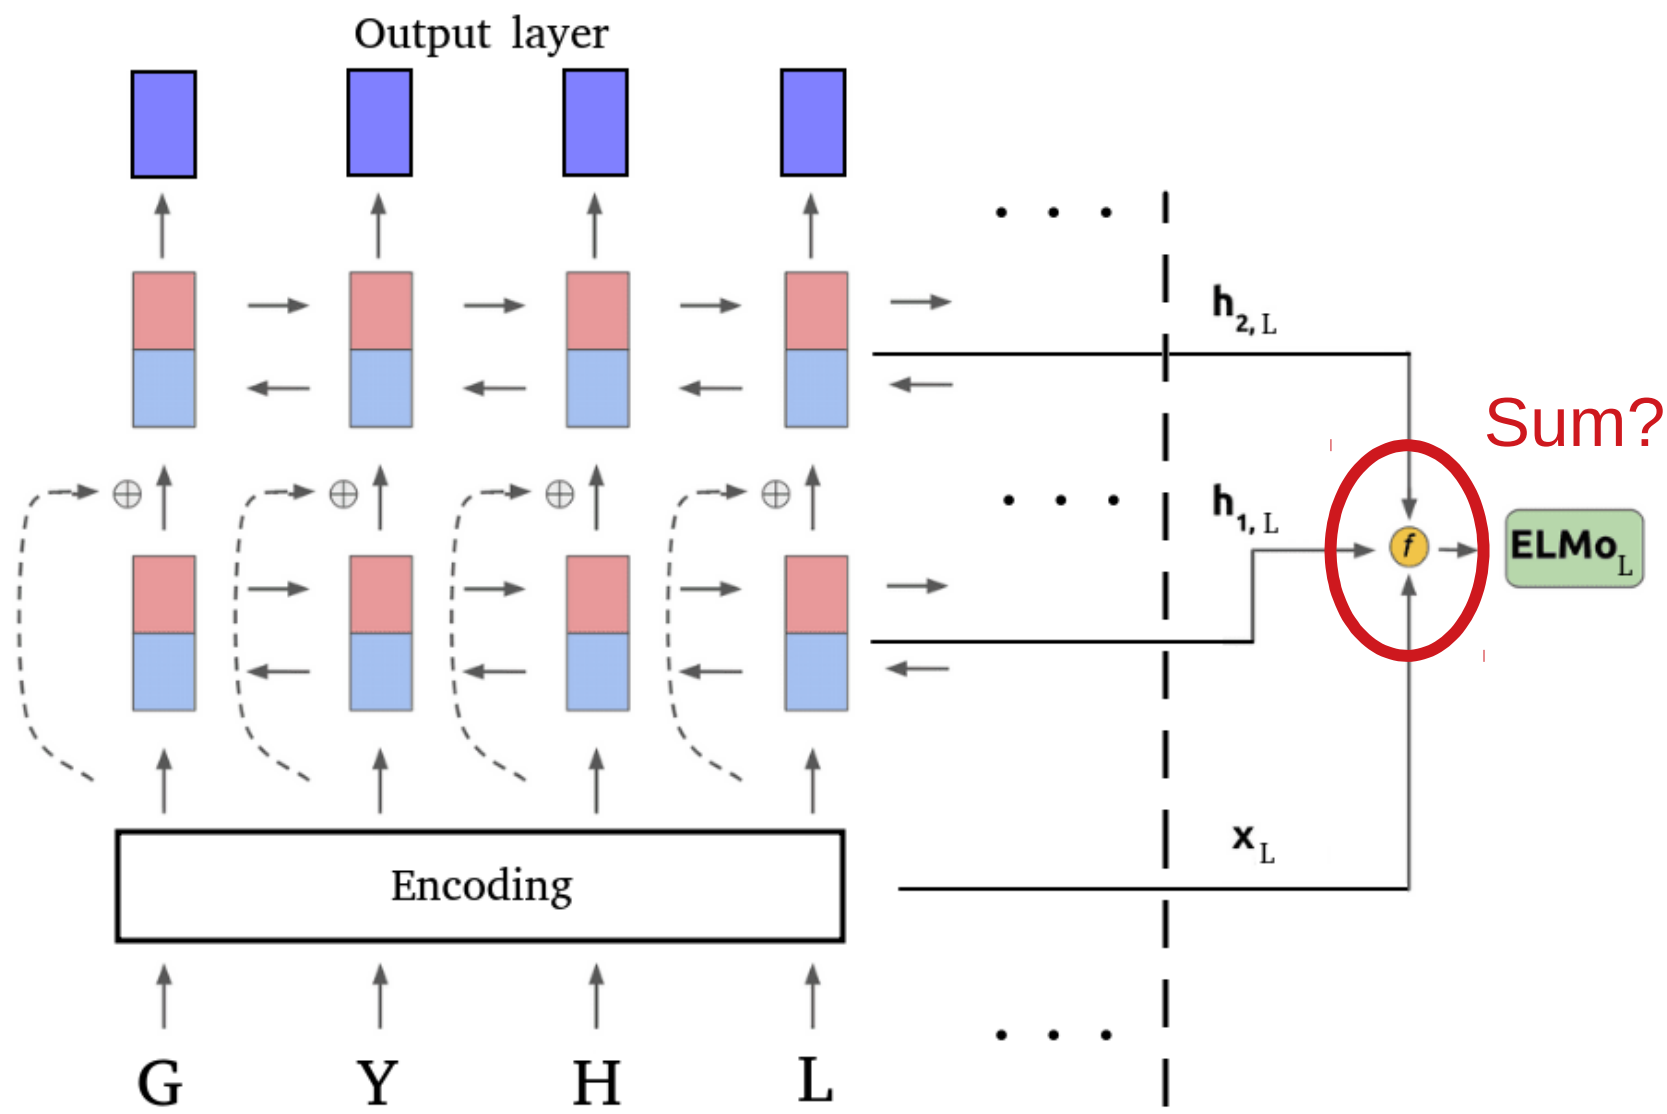 Output layer
h2, L
Sum?
h1, L
f
ELMoL
xL
Encoding
G Y H L